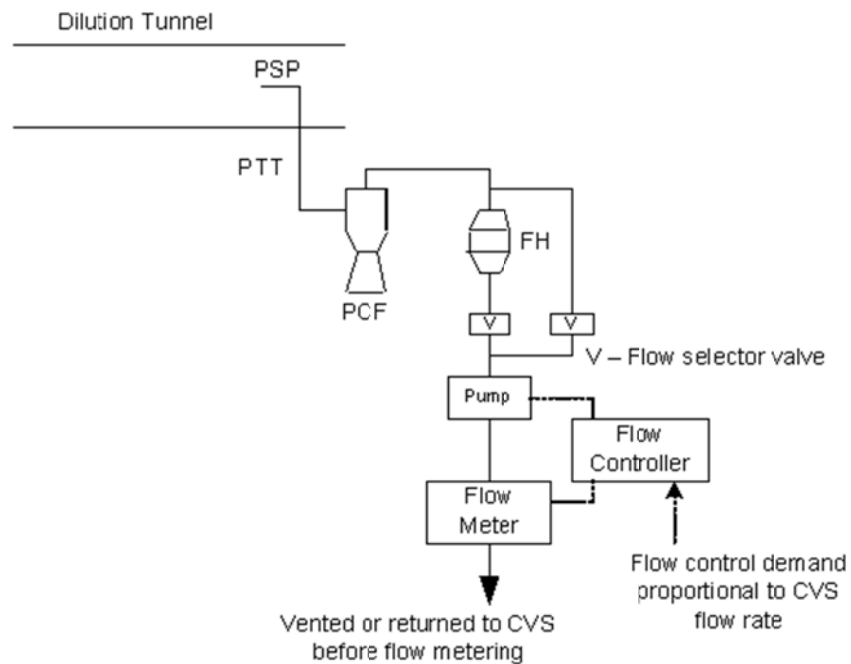 Dilution Tunnel
PSP
PTT
FH
PCF
V
V
V – Flow selector valve
Pump
Flow
Controller
Flow
Meter
Flow control demand
proportional to CVS
flow rate
Vented or returned to CVS
before flow metering